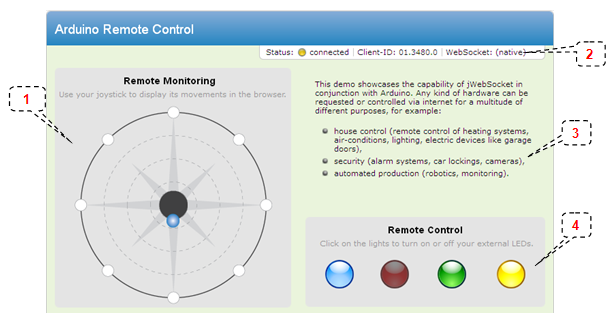 Arduino Remote Control
Status: connected | Client-ID: 01.3480.0 | WebSocket: (native)
2
1
Remote Monitoring
Use your joystick to display its movements in the browser.
This demo showcases the capability of jWebSocket in
conjunction with Arduino. Any kind of hardware can be
requested or controlled via internet for a multitude of
different purposes, for example:
house control (remote control of heating systems,
air-conditions, lighting, electric devices like garage
doors),
security (alarm systems, car lockings, cameras),
automated production (robotics, monitoring).
3
Remote Control
Click on the lights to turn on or off your external LEDs.
4